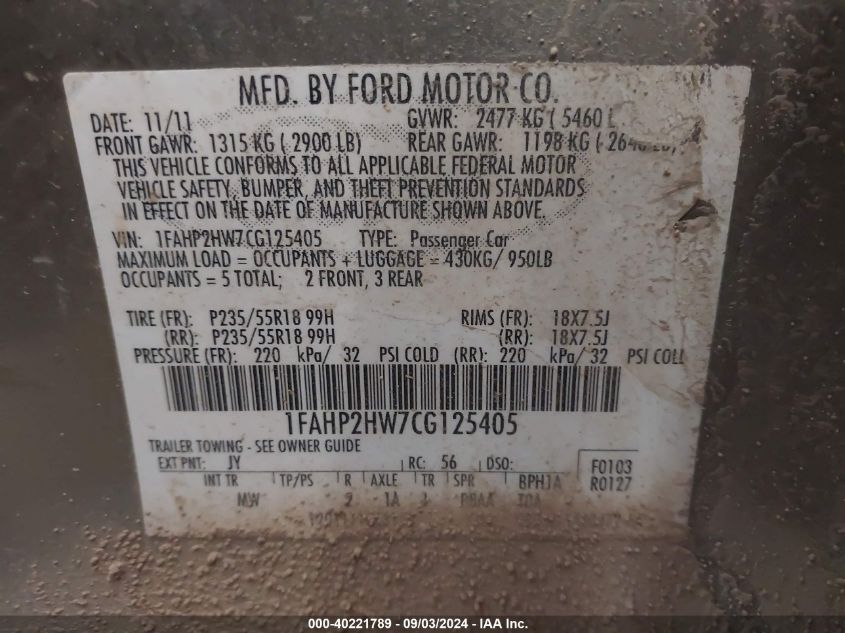 MFD. BY FORD MOTOR CO.
DATE: 11/11 GVWR: 2477 KG ( 5460 L
FRONT GAWR: 1315 KG ( 2900 LB) REAR GAWR: 1198 KG (
THIS VEHICLE CONFORMS TO ALL APPLICABLE FEDERAL MOTOR
VEHICLE SAFETY, BUMPER, AND THEFT PREVENTION STANDARDS
IN EFFECT ON THE DATE OF MANUFACTURE SHOWN ABOVE.
VIN: 1FAHP2HW7CG125405 TYPE: Passenger Car
MAXIMUM LOAD = OCCUPANTS + LUGGAGE = 430KG/ 950LB
OCCUPANTS = 5 TOTAL; 2 FRONT, 3 REAR
TIRE (FR): P235/55R18 99H RIMS (FR): 18X7.5J
(RR): P235/55R18 99H (RR): 18X7.5J
PRESSURE (FR): 220 kPa/ 32 PSI COLD (RR): 220 kPa/ 32 PSI COLL
1FAHP2HW7CG125405
TRAILER TOWING - SEE OWNER GUIDE
EXT PNT: JY RC: 56 DSO: F0103
INT TR TP/PS R AXLE TR SPR BPHJA R0127
MW 2 1A
000-40221789 - 09/03/2024 - IAA Inc.